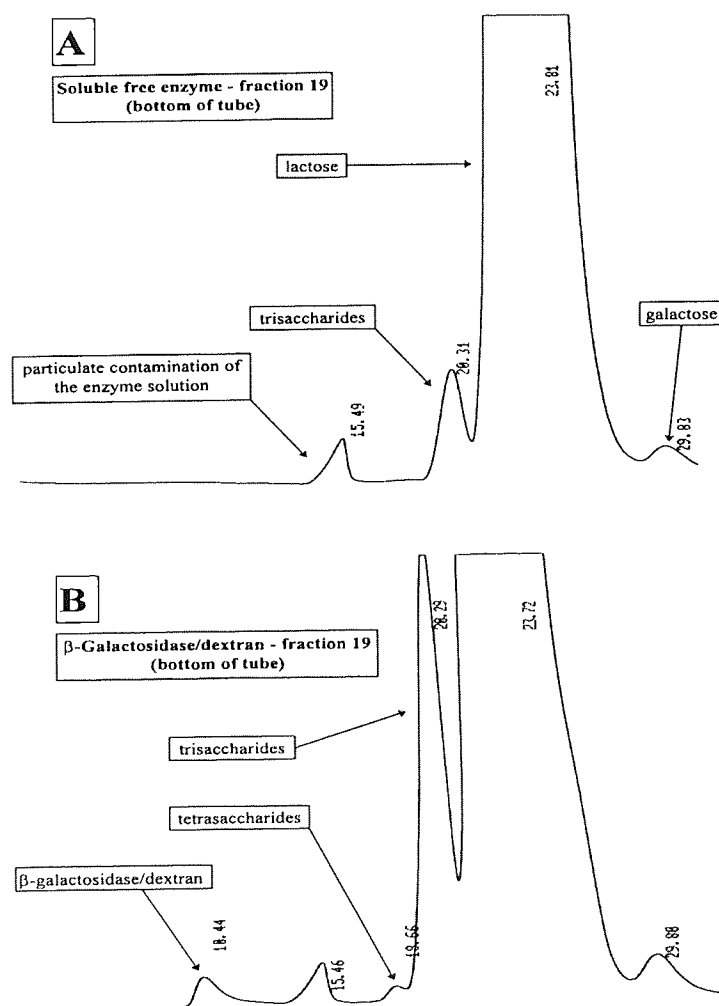 A
Soluble free enzyme - fraction 19
(bottom of tube)
23.81
lactose
trisaccharides
galactose
20.31
particulate contamination of
the enzyme solution
15.49
29.83
B
β-Galactosidase/dextran - fraction 19
(bottom of tube)
20.29
23.72
trisaccharides
tetrasaccharides
β-galactosidase/dextran
10.44
15.46
19.66
29.88